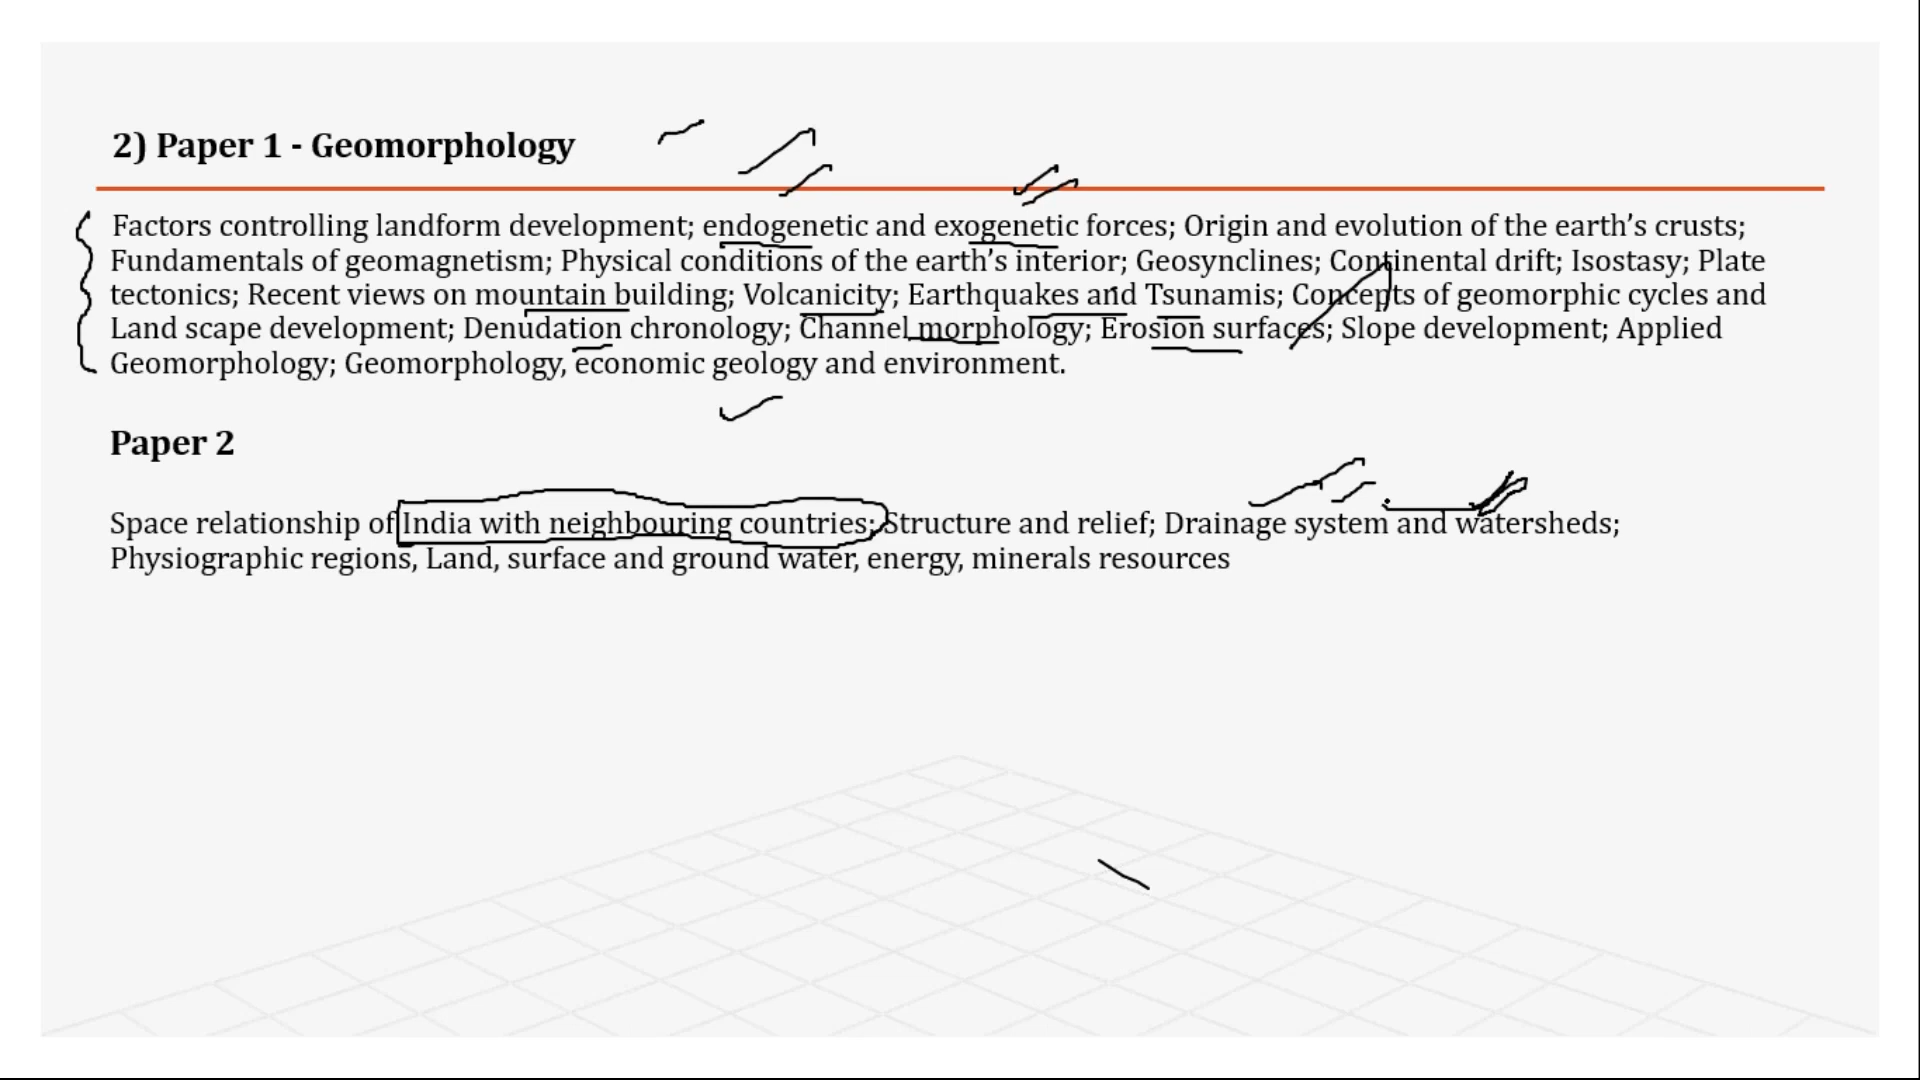 2) Paper 1 - Geomorphology
Factors controlling landform development; endogenetic and exogenetic forces; Origin and evolution of the earth’s crusts;
Fundamentals of geomagnetism; Physical conditions of the earth’s interior; Geosynclines; Continental drift; Isostasy; Plate
tectonics; Recent views on mountain building; Volcanicity; Earthquakes and Tsunamis; Concepts of geomorphic cycles and
Land scape development; Denudation chronology; Channel morphology; Erosion surfaces; Slope development; Applied
Geomorphology; Geomorphology, economic geology and environment.
Paper 2
Space relationship of India with neighbouring countries; Structure and relief; Drainage system and watersheds;
Physiographic regions, Land, surface and ground water, energy, minerals resources